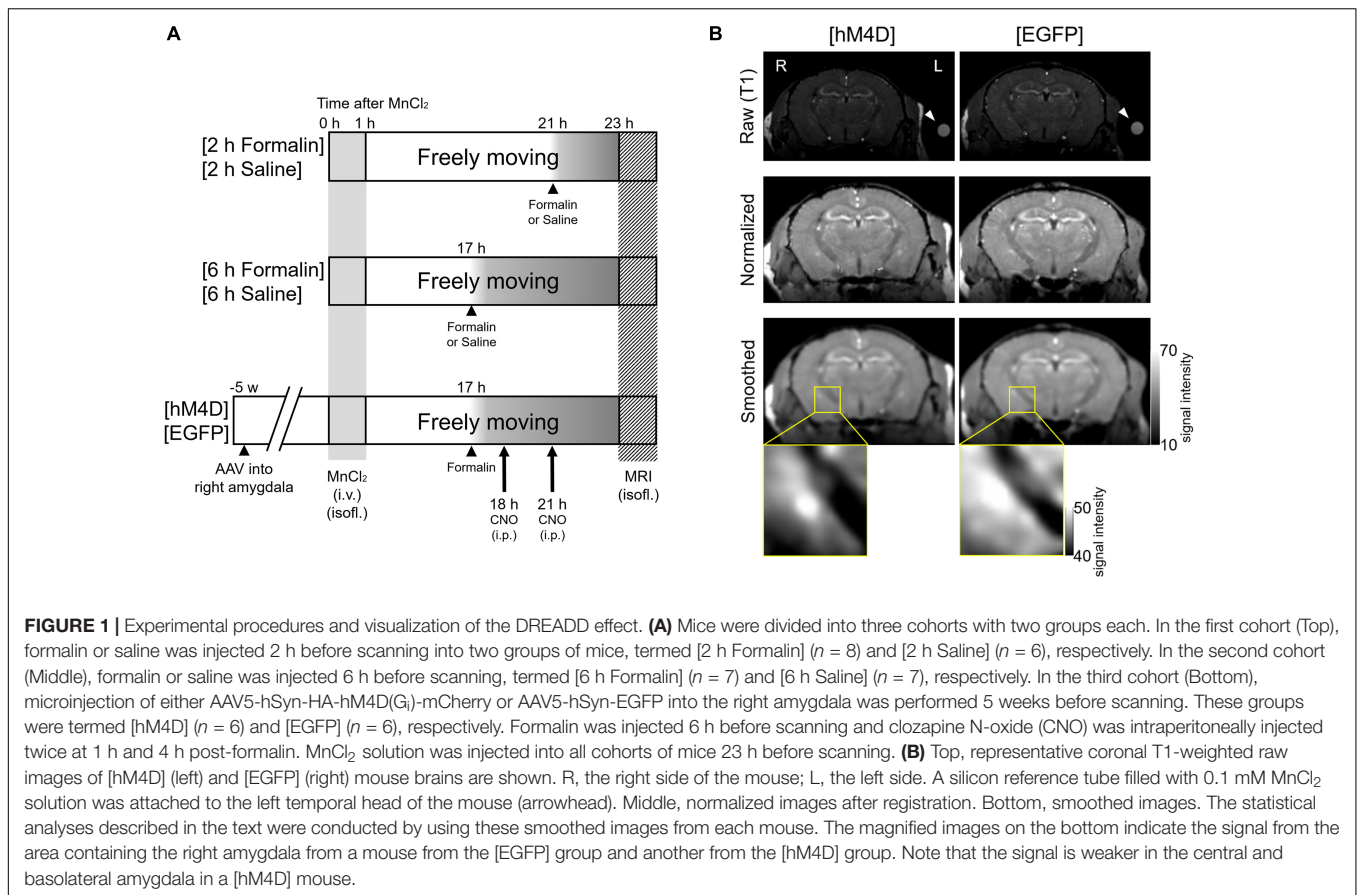 A
Time after MnCl₂
0 h 1 h 21 h 23 h
[2 h Formalin]
[2 h Saline]
Freely moving
Formalin
or Saline
17 h
[6 h Formalin]
[6 h Saline]
Freely moving
Formalin
or Saline
-5 w
17 h
[hM4D]
[EGFP]
Freely moving
AAV into
right amygdala
MnCl₂
(i.v.)
(isofl.)
Formalin
18 h
CNO
(i.p.)
21 h
CNO
(i.p.)
MRI
(isofl.)
B
[hM4D] [EGFP]
Raw (T1)
R L
Normalized
Smoothed
70
signal intensity
10
50
signal intensity
40
FIGURE 1 | Experimental procedures and visualization of the DREADD effect. (A) Mice were divided into three cohorts with two groups each. In the first cohort (Top),
formalin or saline was injected 2 h before scanning into two groups of mice, termed [2 h Formalin] (n = 8) and [2 h Saline] (n = 6), respectively. In the second cohort
(Middle), formalin or saline was injected 6 h before scanning, termed [6 h Formalin] (n = 7) and [6 h Saline] (n = 7), respectively. In the third cohort (Bottom),
microinjection of either AAV5-hSyn-HA-hM4D(Gᵢ)-mCherry or AAV5-hSyn-EGFP into the right amygdala was performed 5 weeks before scanning. These groups
were termed [hM4D] (n = 6) and [EGFP] (n = 6), respectively. Formalin was injected 6 h before scanning and clozapine N-oxide (CNO) was intraperitoneally injected
twice at 1 h and 4 h post-formalin. MnCl₂ solution was injected into all cohorts of mice 23 h before scanning. (B) Top, representative coronal T1-weighted raw
images of [hM4D] (left) and [EGFP] (right) mouse brains are shown. R, the right side of the mouse; L, the left side. A silicon reference tube filled with 0.1 mM MnCl₂
solution was attached to the left temporal head of the mouse (arrowhead). Middle, normalized images after registration. Bottom, smoothed images. The statistical
analyses described in the text were conducted by using these smoothed images from each mouse. The magnified images on the bottom indicate the signal from the
area containing the right amygdala from a mouse from the [EGFP] group and another from the [hM4D] group. Note that the signal is weaker in the central and
basolateral amygdala in a [hM4D] mouse.